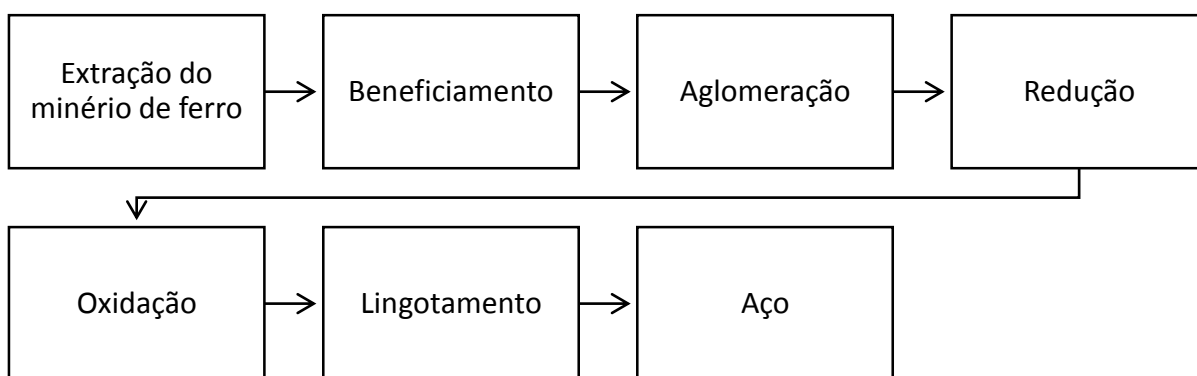 Extração do
minério de ferro
Beneficiamento
Aglomeração
Redução
Oxidação
Lingotamento
Aço